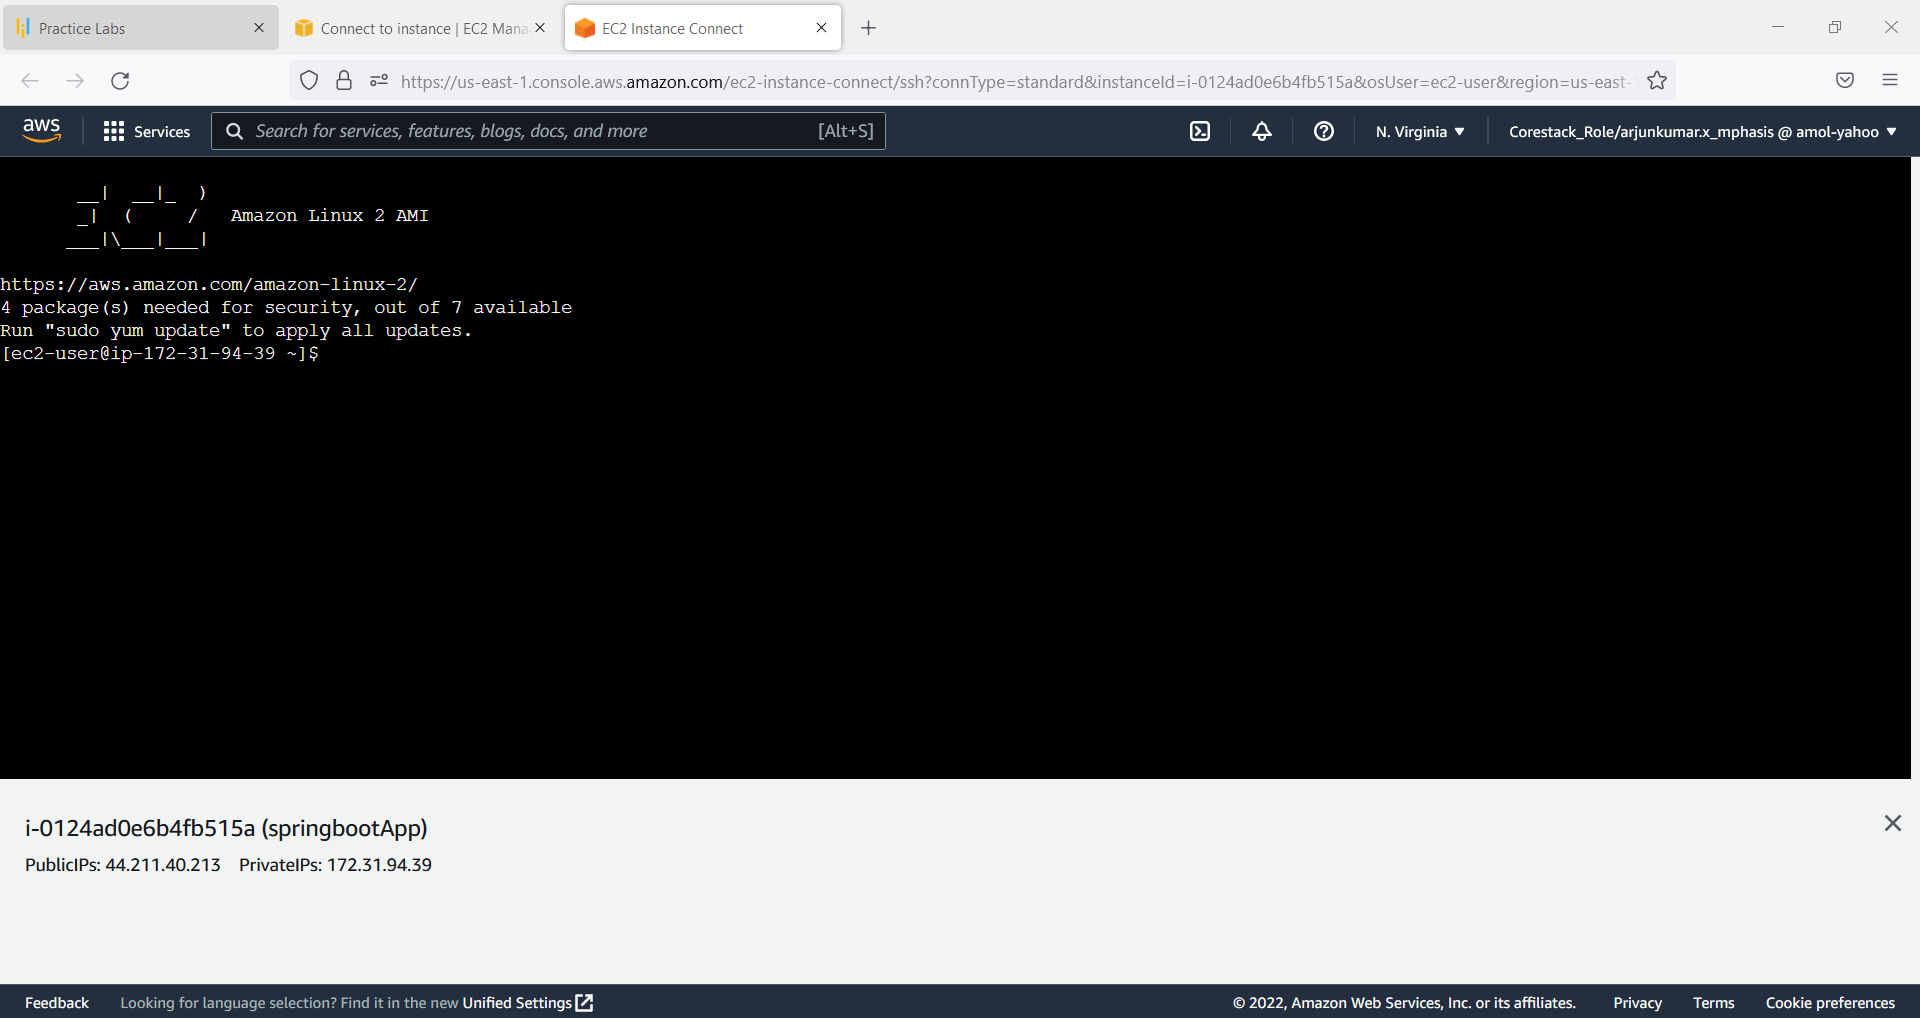 Practice Labs
Connect to instance | EC2 Mana
EC2 Instance Connect
https://us-east-1.console.aws.amazon.com/ec2-instance-connect/ssh?connType=standard&instanceId=i-0124ad0e6b4fb515a&osUser=ec2-user&region=us-east-
aws
Services
Search for services, features, blogs, docs, and more
[Alt+S]
N. Virginia
Corestack_Role/arjunkumar.x_mphasis @ amol-yahoo
__|  __|_  )
_|  (     /   Amazon Linux 2 AMI
___|\___|___|
https://aws.amazon.com/amazon-linux-2/
4 package(s) needed for security, out of 7 available
Run "sudo yum update" to apply all updates.
[ec2-user@ip-172-31-94-39 ~]$
i-0124ad0e6b4fb515a (springbootApp)
PublicIPs: 44.211.40.213 PrivateIPs: 172.31.94.39
Feedback
Looking for language selection? Find it in the new Unified Settings
© 2022, Amazon Web Services, Inc. or its affiliates.
Privacy
Terms
Cookie preferences